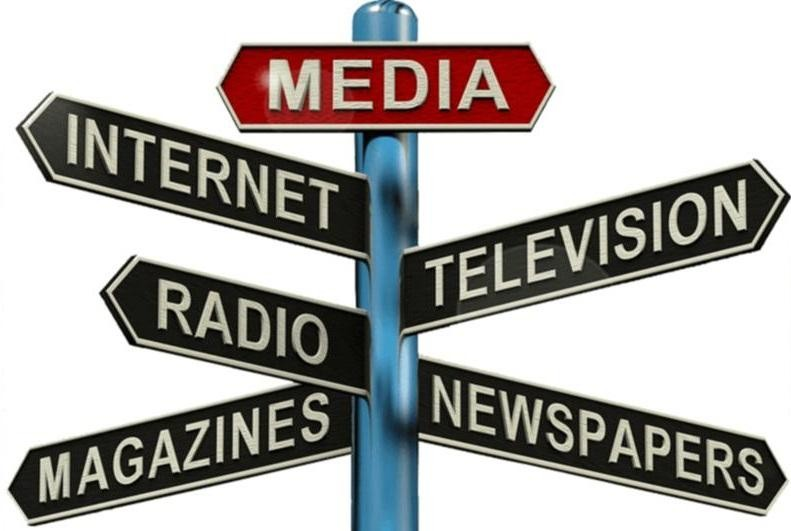 MEDIA
INTERNET
TELEVISION
RADIO
NEWSPAPERS
MAGAZINES